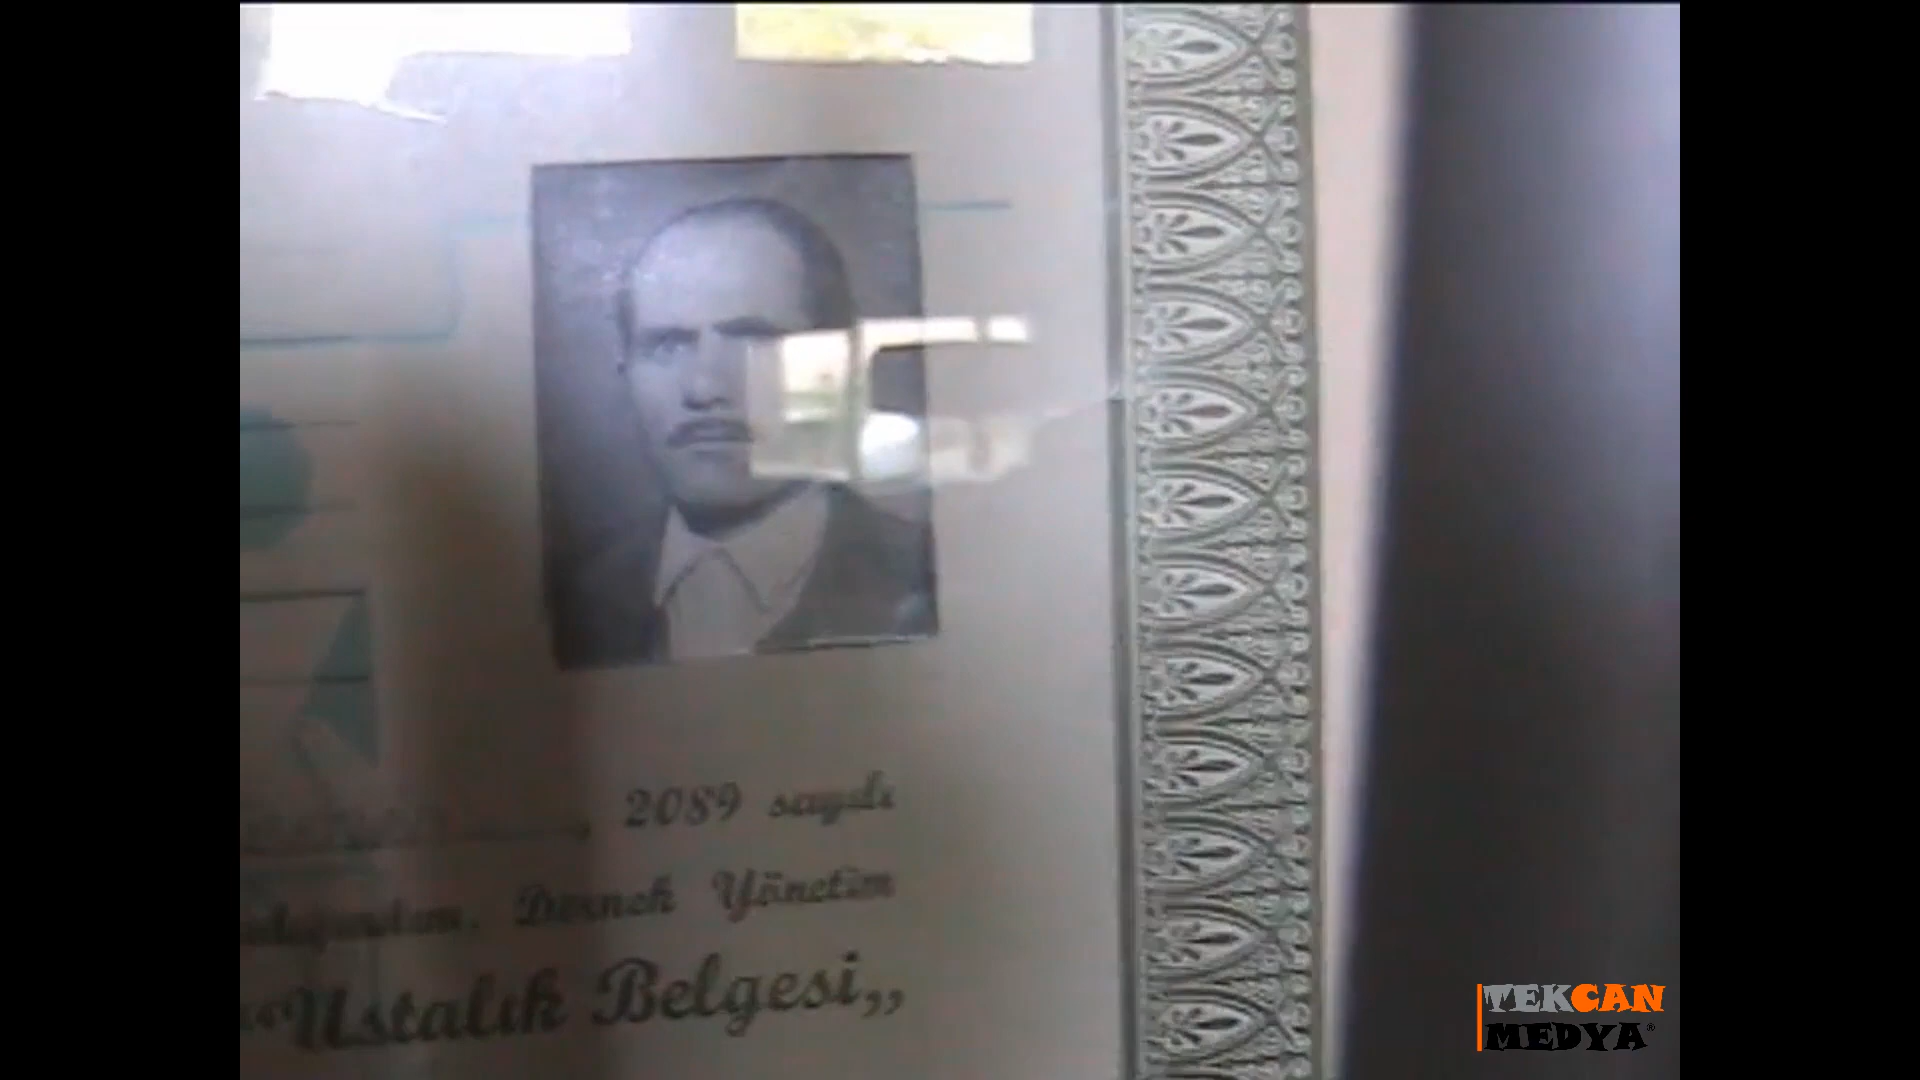 2089 sayılı
Dernek Yönetim
“Ustalık Belgesi„
TEKCAN
MEDYA®